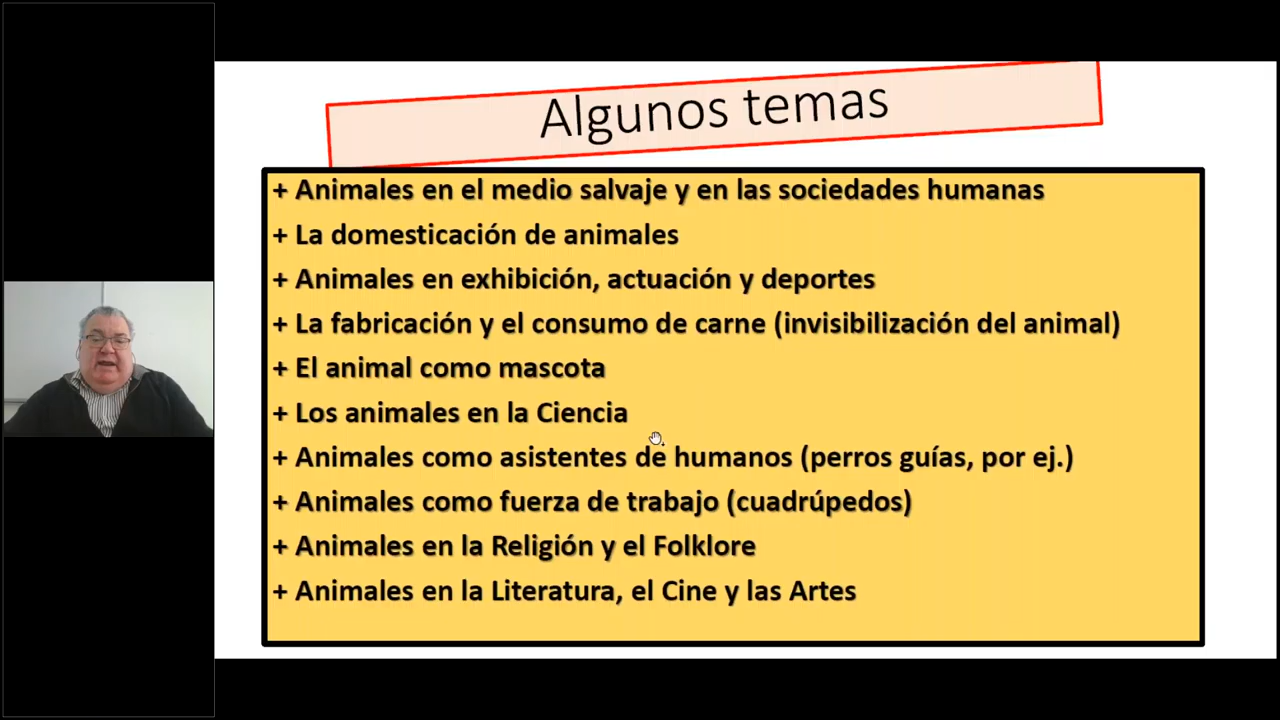 Algunos temas
+ Animales en el medio salvaje y en las sociedades humanas
+ La domesticación de animales
+ Animales en exhibición, actuación y deportes
+ La fabricación y el consumo de carne (invisibilización del animal)
+ El animal como mascota
+ Los animales en la Ciencia
+ Animales como asistentes de humanos (perros guías, por ej.)
+ Animales como fuerza de trabajo (cuadrúpedos)
+ Animales en la Religión y el Folklore
+ Animales en la Literatura, el Cine y las Artes